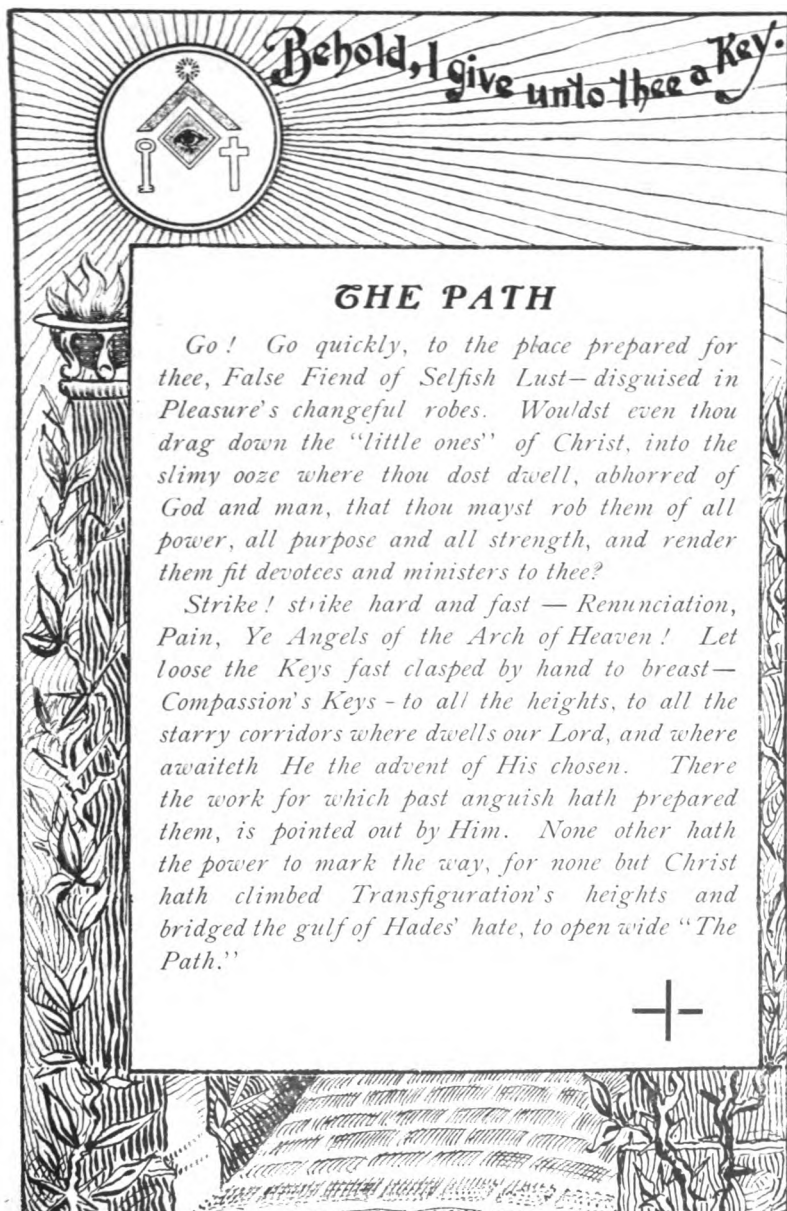 Behold, I give unto thee a Key.
THE PATH
Go! Go quickly, to the place prepared for
thee, False Fiend of Selfish Lust—disguised in
Pleasure's changeful robes. Wouldst even thou
drag down the "little ones" of Christ, into the
slimy ooze where thou dost dwell, abhorred of
God and man, that thou mayst rob them of all
power, all purpose and all strength, and render
them fit devotees and ministers to thee?
Strike! strike hard and fast — Renunciation,
Pain, Ye Angels of the Arch of Heaven! Let
loose the Keys fast clasped by hand to breast—
Compassion's Keys - to all the heights, to all the
starry corridors where dwells our Lord, and where
awaiteth He the advent of His chosen. There
the work for which past anguish hath prepared
them, is pointed out by Him. None other hath
the power to mark the way, for none but Christ
hath climbed Transfiguration's heights and
bridged the gulf of Hades' hate, to open wide "The
Path."